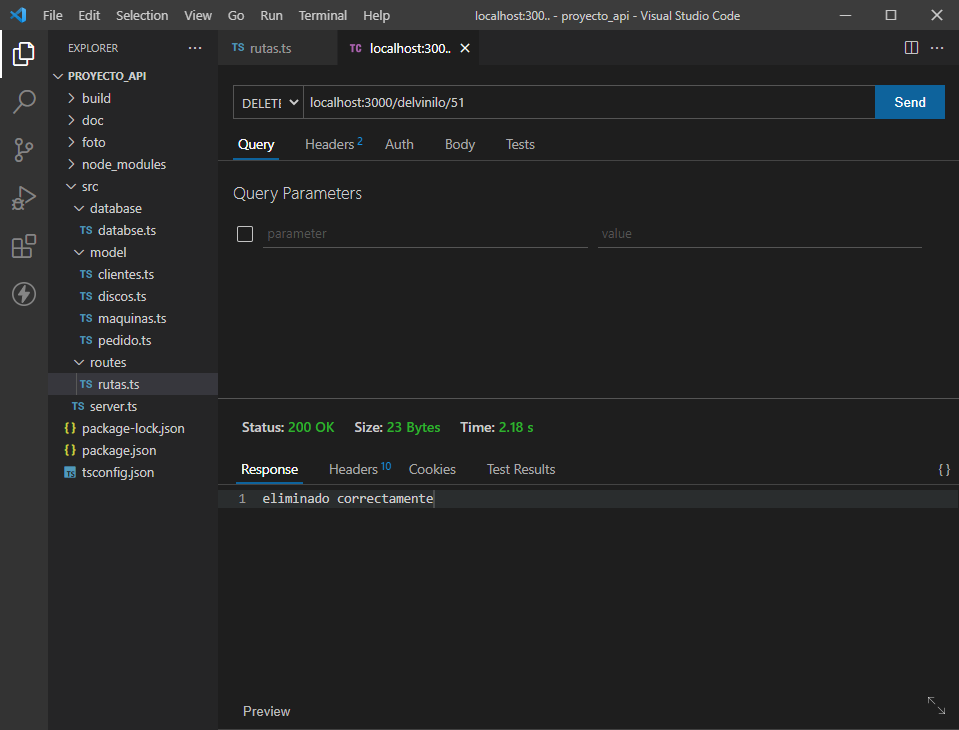 File Edit Selection View Go Run Terminal Help localhost:300.. - proyecto_api - Visual Studio Code
EXPLORER
PROYECTO_API
build
doc
foto
node_modules
src
database
TS databse.ts
model
TS clientes.ts
TS discos.ts
TS maquinas.ts
TS pedido.ts
routes
TS rutas.ts
TS server.ts
{} package-lock.json
{} package.json
TS tsconfig.json
TS rutas.ts TC localhost:300..
DELETE localhost:3000/delvinilo/51 Send
Query Headers 2 Auth Body Tests
Query Parameters
parameter value
Status: 200 OK Size: 23 Bytes Time: 2.18 s
Response Headers 10 Cookies Test Results {}
1 eliminado correctamente
Preview